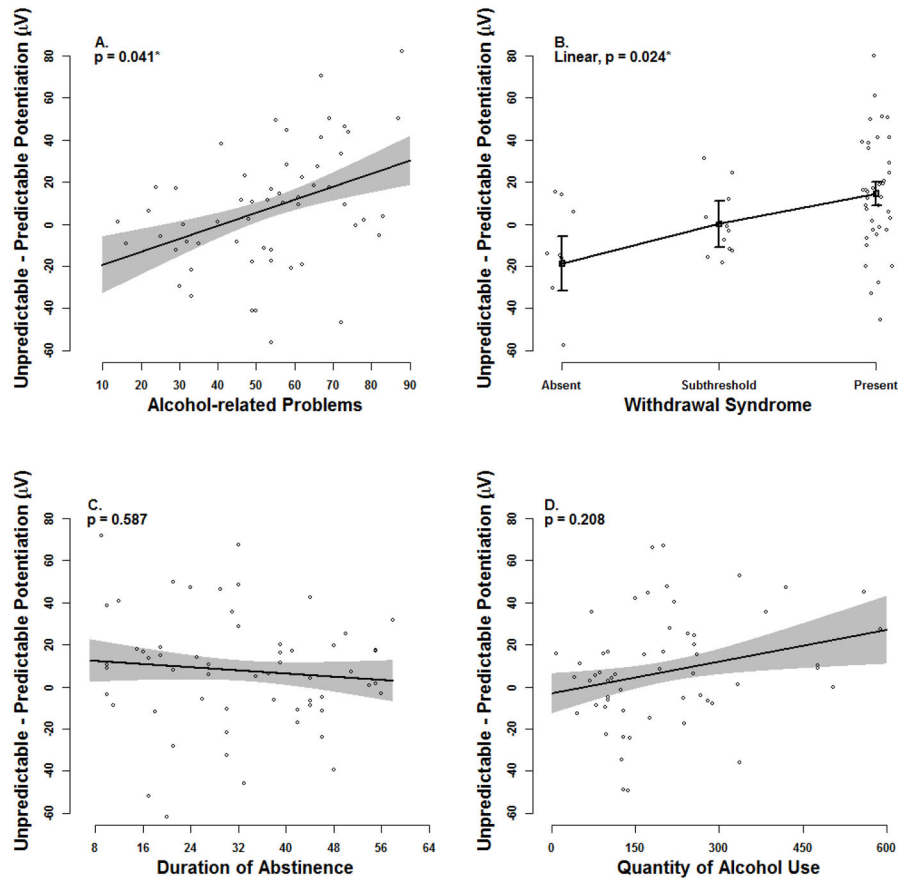 A.
p = 0.041*
Unpredictable - Predictable Potentiation (µV)
80
60
40
20
0
-20
-40
-60
10 20 30 40 50 60 70 80 90
Alcohol-related Problems
B.
Linear, p = 0.024*
Unpredictable - Predictable Potentiation (µV)
80
60
40
20
0
-20
-40
-60
Absent Subthreshold Present
Withdrawal Syndrome
C.
p = 0.587
Unpredictable - Predictable Potentiation (µV)
80
60
40
20
0
-20
-40
-60
8 16 24 32 40 48 56 64
Duration of Abstinence
D.
p = 0.208
Unpredictable - Predictable Potentiation (µV)
80
60
40
20
0
-20
-40
-60
0 150 300 450 600
Quantity of Alcohol Use